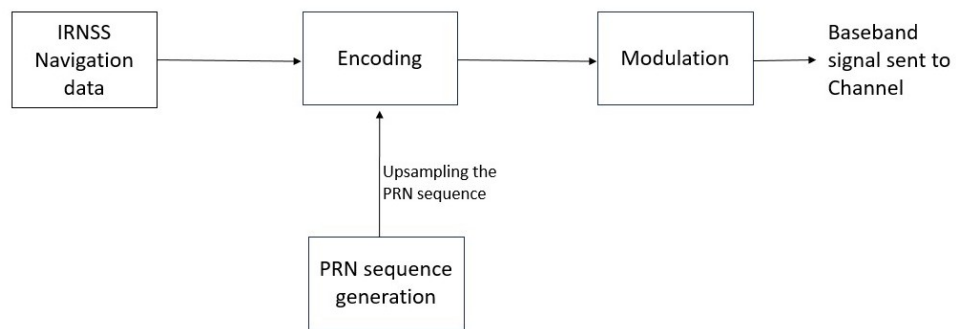 IRNSS
Navigation
data
Encoding
Modulation
Baseband
signal sent to
Channel
Upsampling the
PRN sequence
PRN sequence
generation